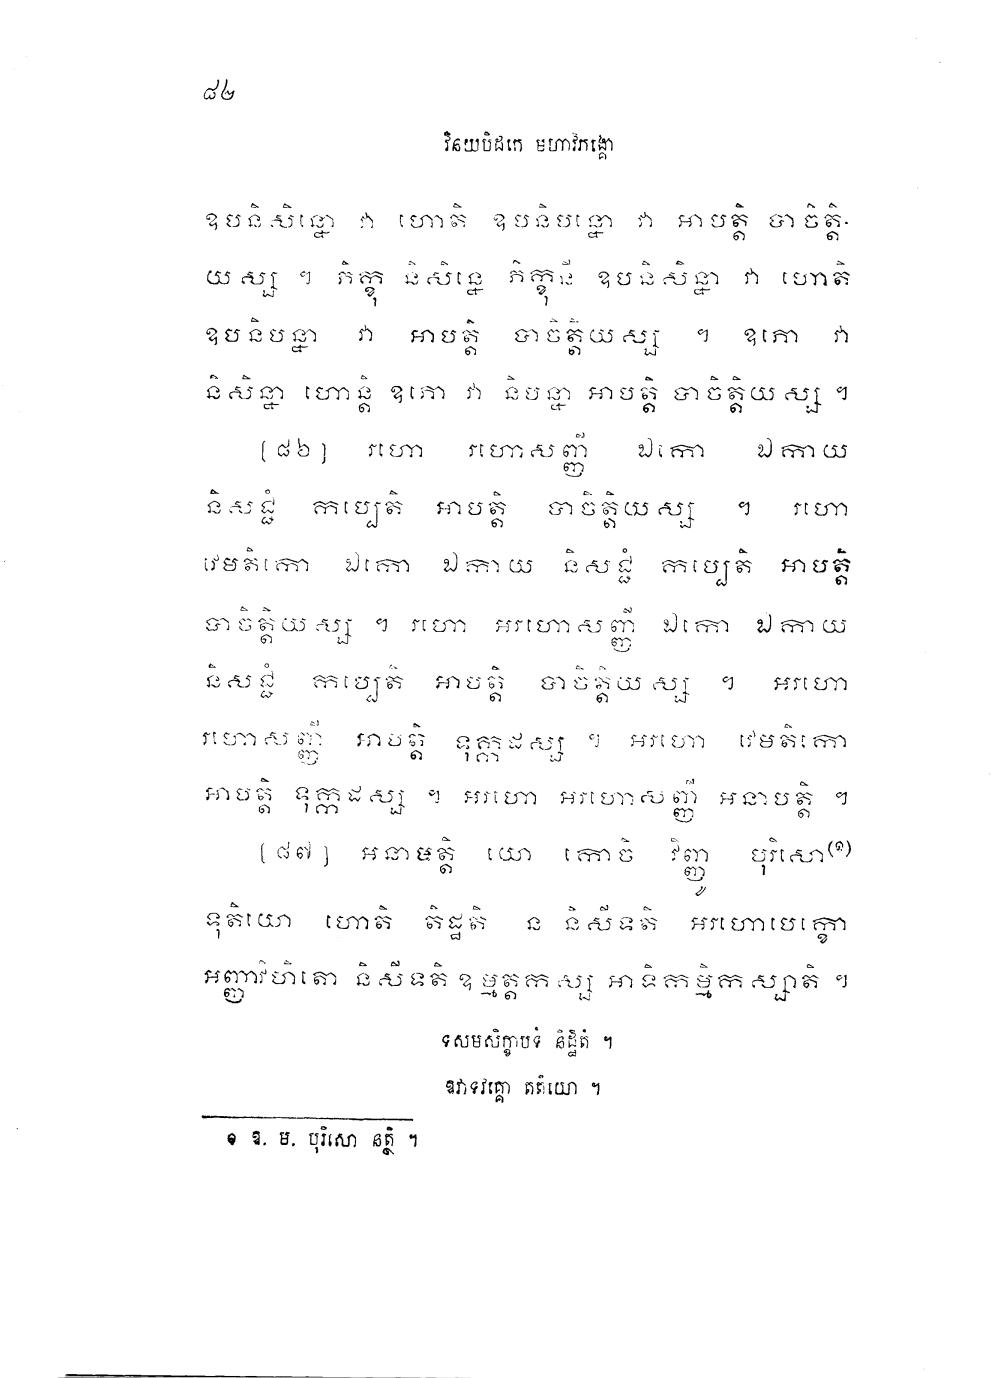 ៨៤
វិនយបិដកេ មហាវិភង្គោ
ឧបនិសិន្នោ វា ហោតិ ឧបនិបន្នោ វា អាបត្តិ បាចិត្តិ-
យស្ស ។ ភិក្ខុ និសិន្នេ ភិក្ខុនី ឧបនិសិន្នា វា ហោតិ
ឧបនិបន្នា វា អាបត្តិ បាចិត្តិយស្ស ។ ឧភោ វា
និសិន្នា ហោន្តិ ឧភោ វា និបន្នា អាបត្តិ បាចិត្តិយស្ស ។
[៨៦] រហោ រហោសញ្ញី ឯកោ ឯកាយ
និសជ្ជំ កប្បេតិ អាបត្តិ បាចិត្តិយស្ស ។ រហោ
វេមតិកោ ឯកោ ឯកាយ និសជ្ជំ កប្បេតិ អាបត្តិ
បាចិត្តិយស្ស ។ រហោ អរហោសញ្ញី ឯកោ ឯកាយ
និសជ្ជំ កប្បេតិ អាបត្តិ បាចិត្តិយស្ស ។ អរហោ
រហោសញ្ញី អាបត្តិ ទុក្កដស្ស ។ អរហោ វេមតិកោ
អាបត្តិ ទុក្កដស្ស ។ អរហោ អរហោសញ្ញី អនាបត្តិ ។
[៨៧] អនាបត្តិ យោ កោចិ វិញ្ញូ បុរិសោ(១)
ទុតិយោ ហោតិ តិដ្ឋតិ ន និសីទតិ អរហោបេក្ខោ
អញ្ញាវិហិតោ និសីទតិ ឧម្មត្តកស្ស អាទិកម្មិកស្សាតិ ។
ទសមសិក្ខាបទំ និដ្ឋិតំ ។
ឱវាទវគ្គោ តតិយោ ។
១ ឱ. ម. បុរិសោ នត្ថិ ។